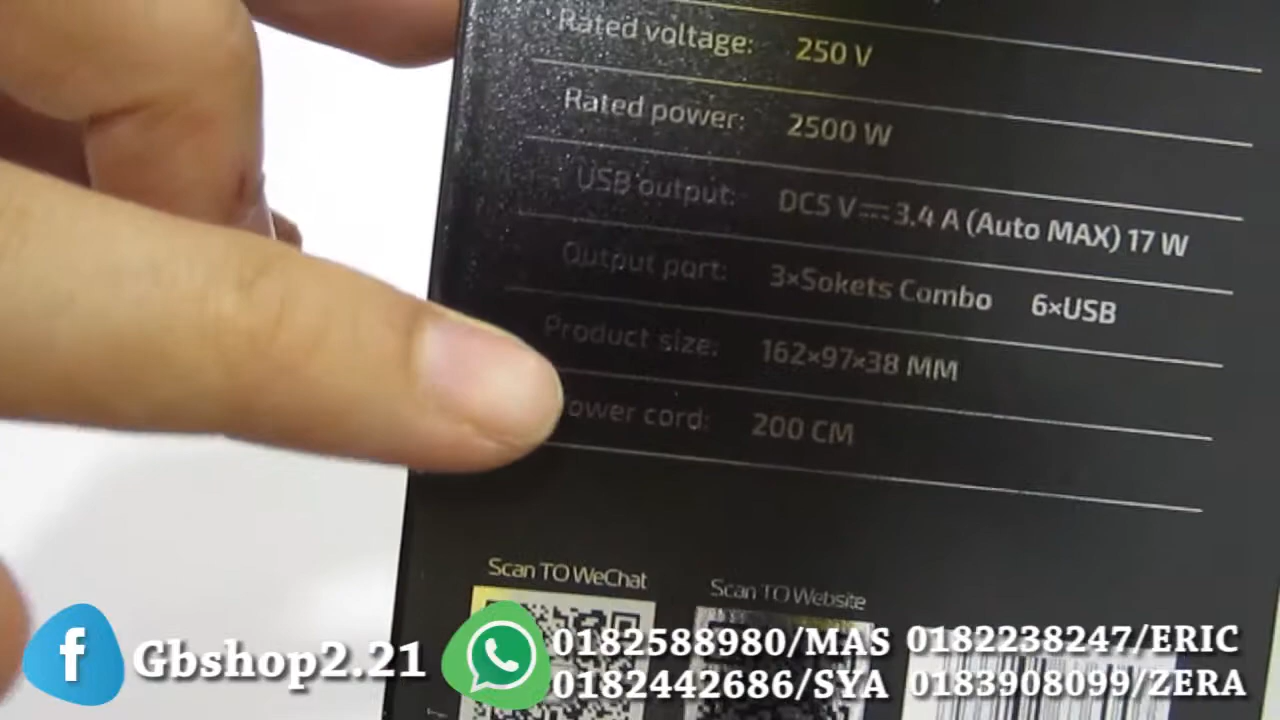 Rated voltage: 250 V
Rated power: 2500 W
USB output: DC5 V⎓3.4 A (Auto MAX) 17 W
Output port: 3×Sokets Combo 6×USB
Product size: 162×97×38 MM
ower cord: 200 CM
Scan TO WeChat
Scan TO Website
f Gbshop2.21
0182588980/MAS 0182238247/ERIC
0182442686/SYA 0183908099/ZERA